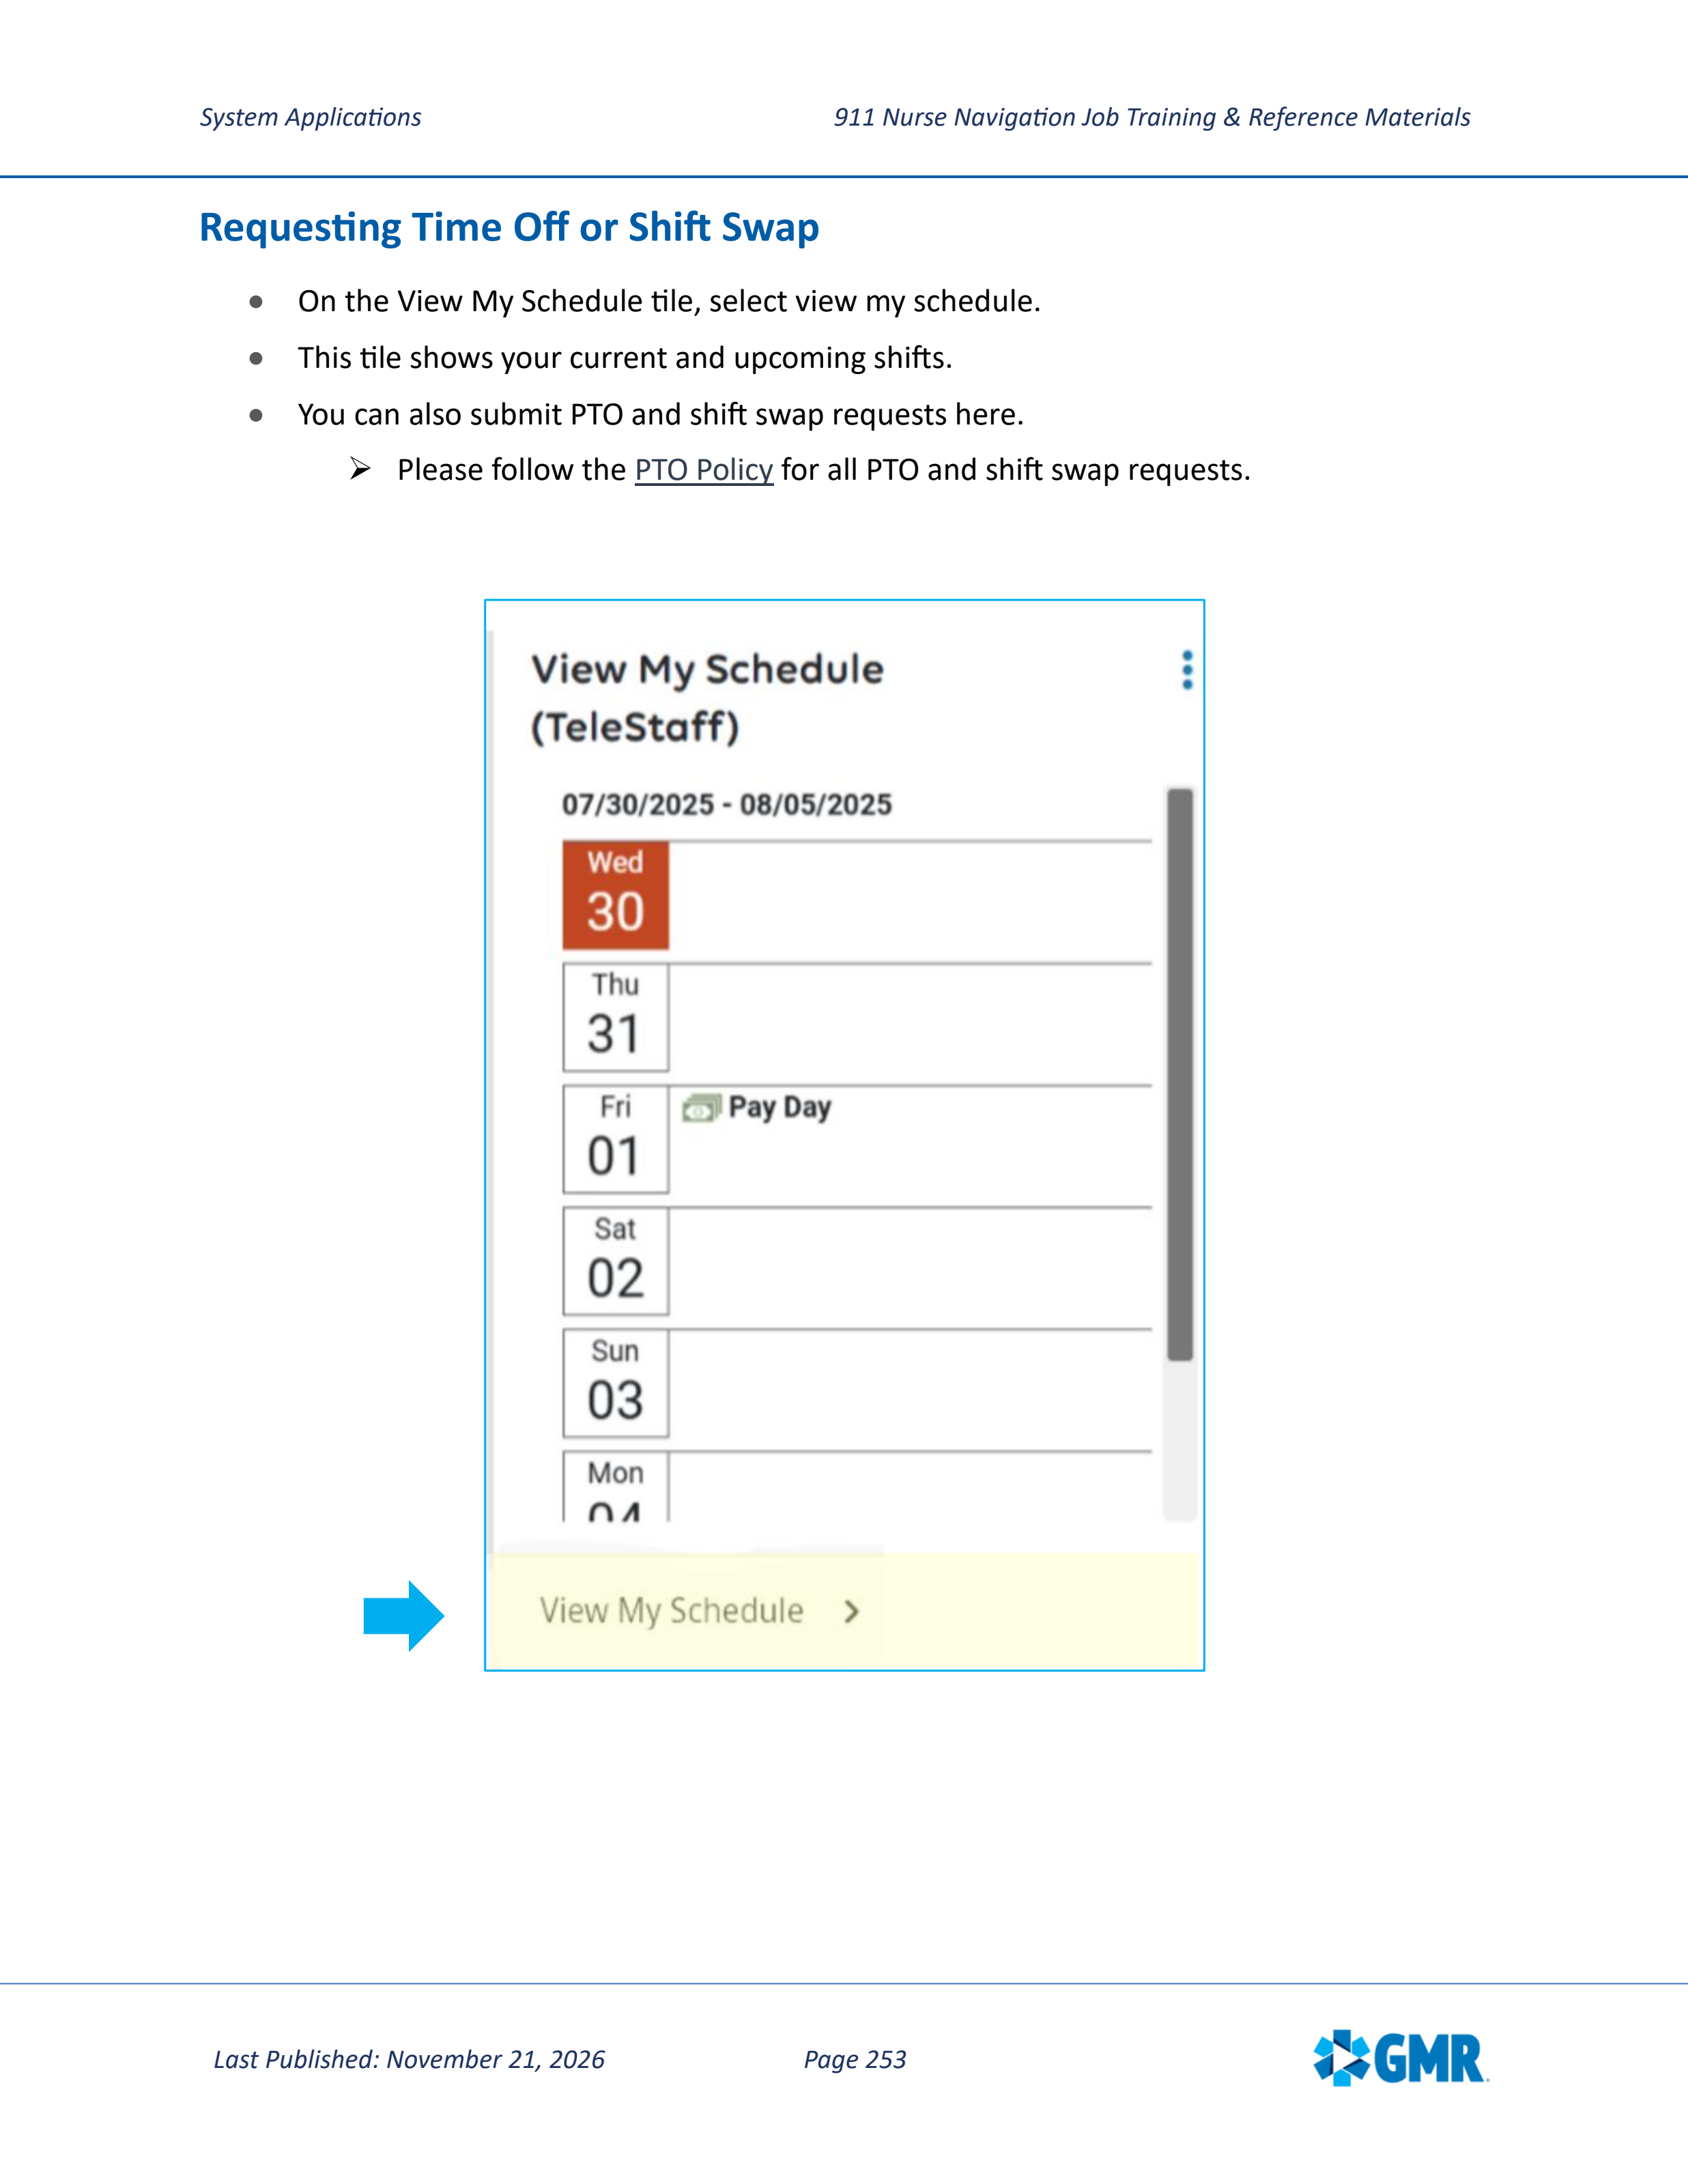 System Applications
911 Nurse Navigation Job Training & Reference Materials
Requesting Time Off or Shift Swap
● On the View My Schedule tile, select view my schedule.
● This tile shows your current and upcoming shifts.
● You can also submit PTO and shift swap requests here.
➢ Please follow the PTO Policy for all PTO and shift swap requests.
View My Schedule
(TeleStaff)
07/30/2025 - 08/05/2025
Wed
30
Thu
31
Fri
01
Pay Day
Sat
02
Sun
03
Mon
04
View My Schedule >
Last Published: November 21, 2026
Page 253
GMR